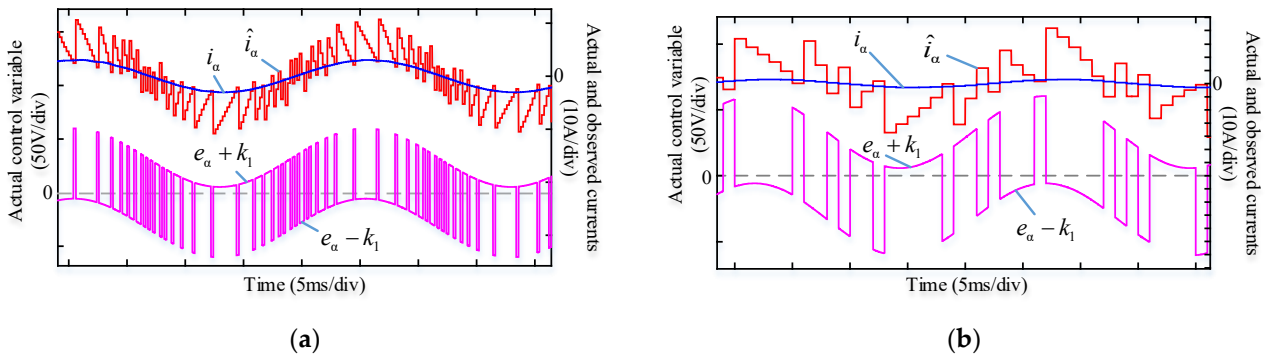 Actual control variable
(50V/div)
0
i_α
î_α
e_α + k_1
e_α − k_1
0
Actual and observed currents
(10A/div)
Time (5ms/div)
(a)
Actual control variable
(50V/div)
0
i_α
î_α
e_α + k_1
e_α − k_1
0
Actual and observed currents
(10A/div)
Time (5ms/div)
(b)